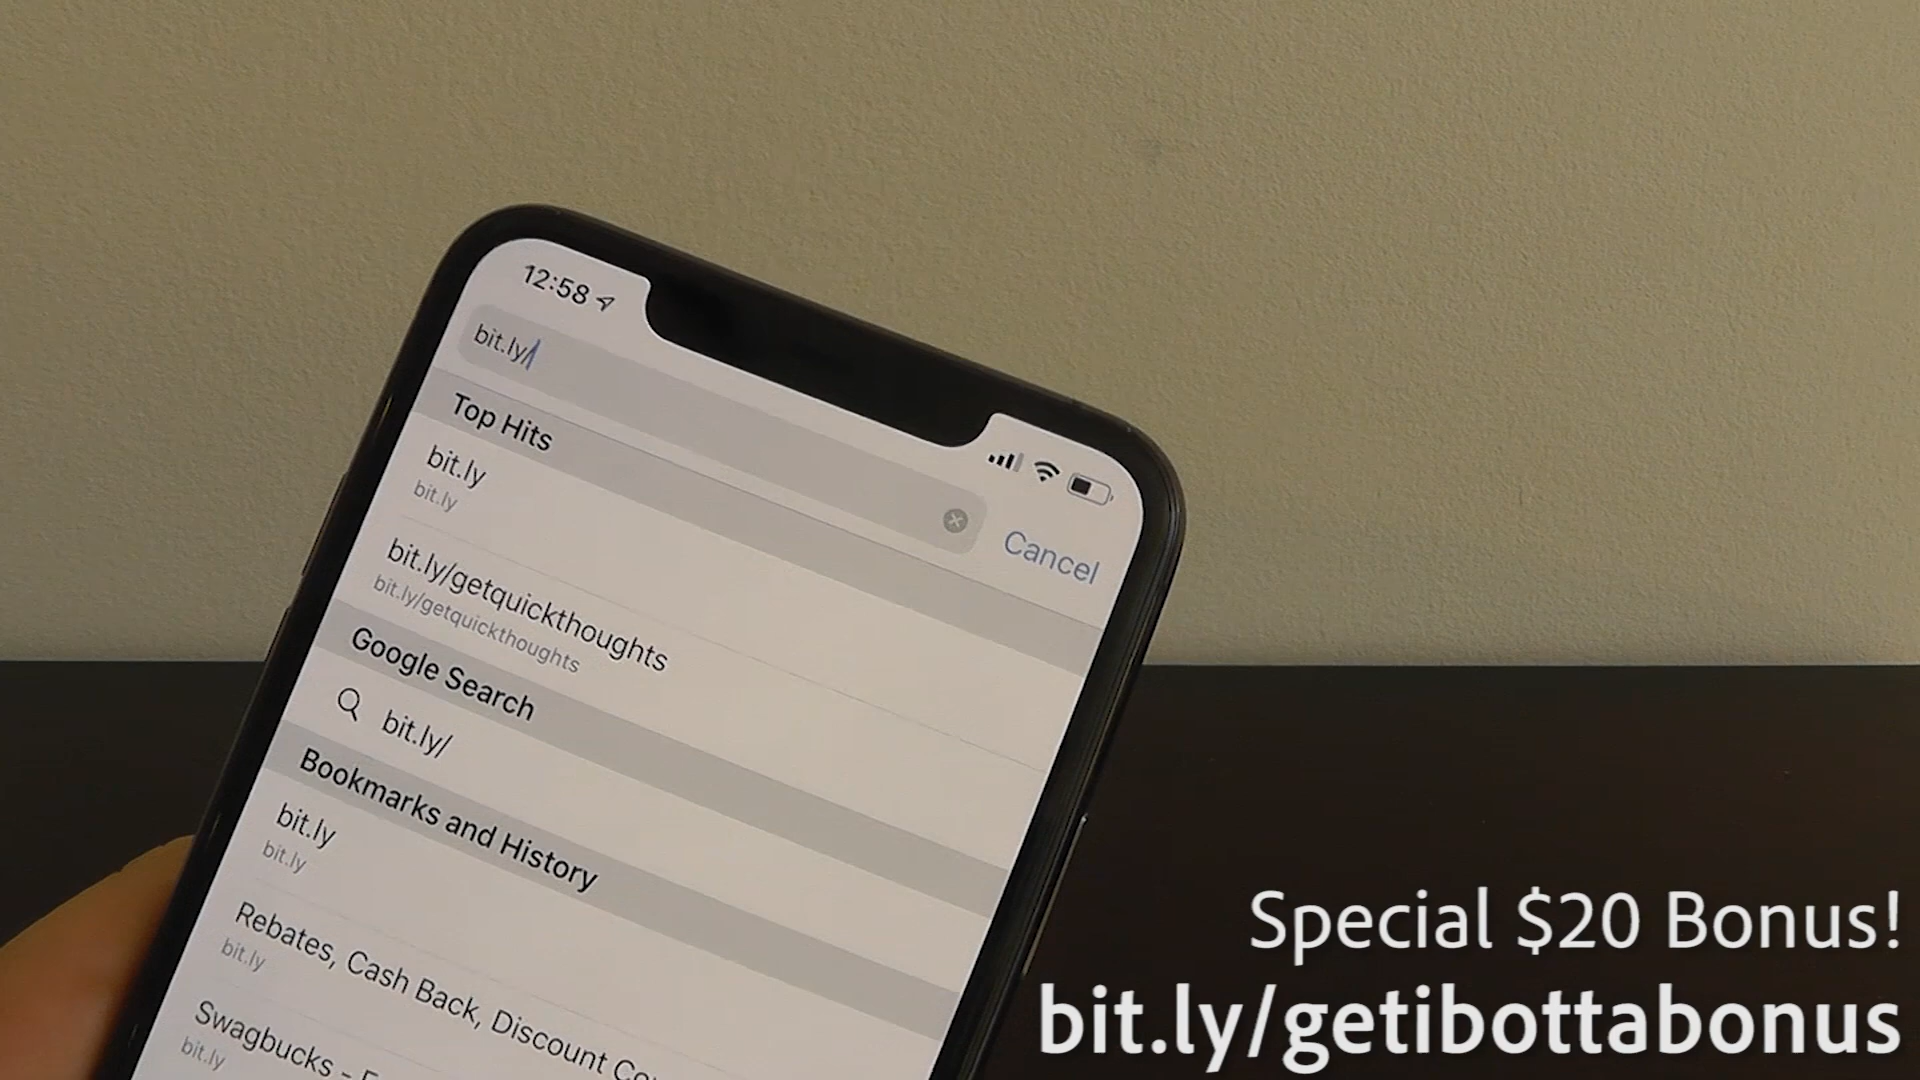 12:58
bit.ly/
Cancel
Top Hits
bit.ly
bit.ly
bit.ly/getquickthoughts
bit.ly/getquickthoughts
Google Search
bit.ly/
Bookmarks and History
bit.ly
bit.ly
Rebates, Cash Back, Discount
bit.ly
Swagbucks -
bit.ly
Special $20 Bonus!
bit.ly/getibottabonus